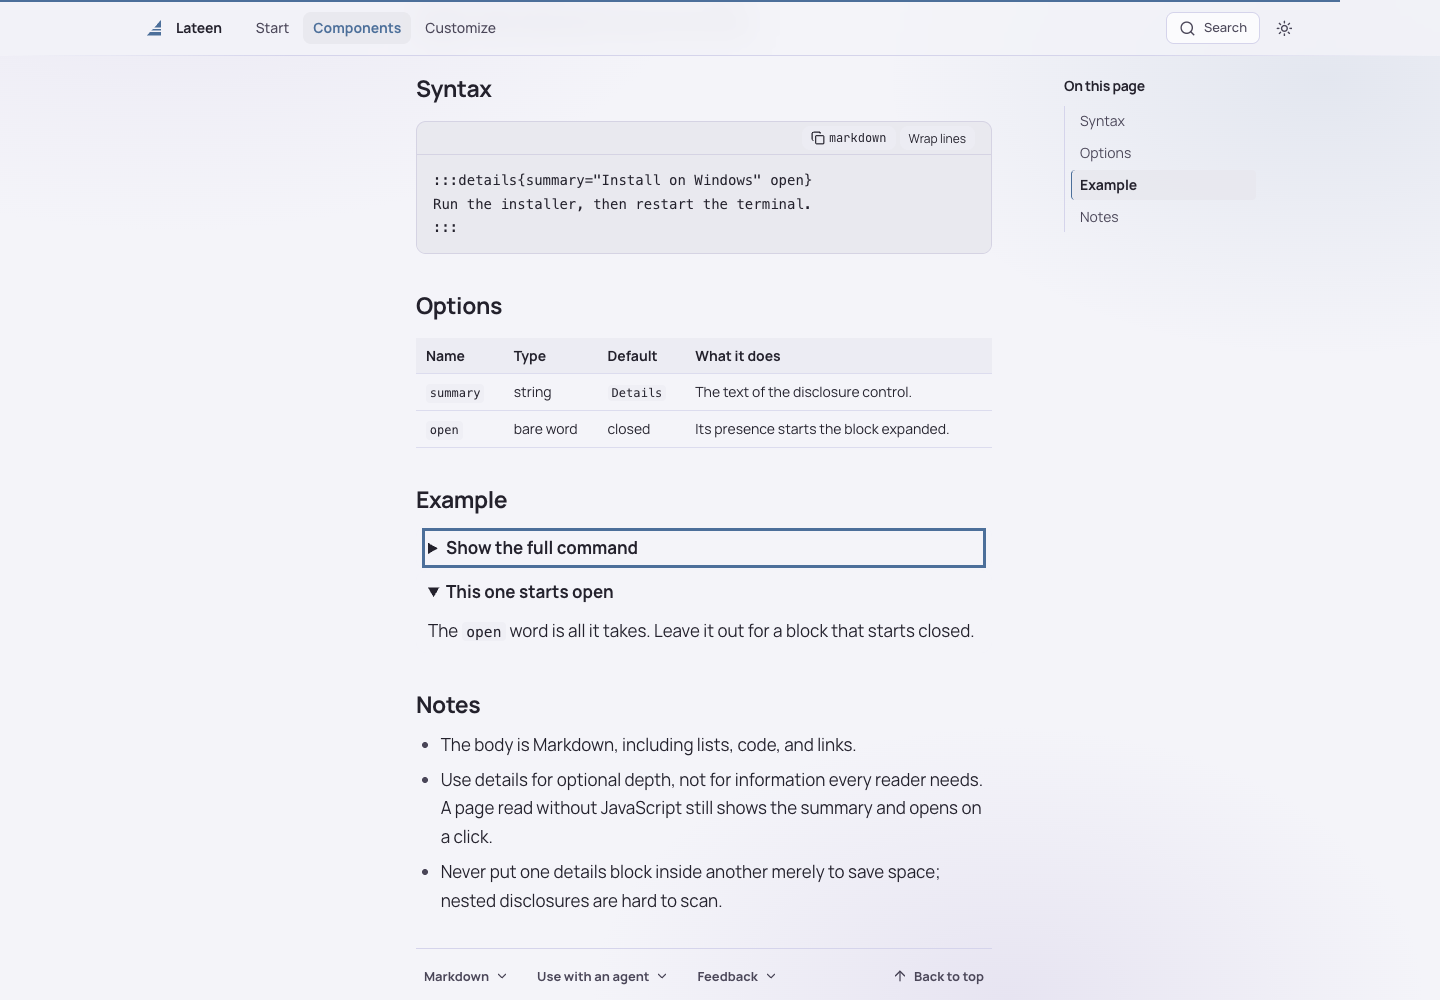 Lateen
Start
Components
Customize
Search
Syntax
markdown
Wrap lines
:::details{summary="Install on Windows" open}
Run the installer, then restart the terminal.
:::
Options
Name Type Default What it does
summary string Details The text of the disclosure control.
open bare word closed Its presence starts the block expanded.
Example
Show the full command
This one starts open
The open word is all it takes. Leave it out for a block that starts closed.
Notes
The body is Markdown, including lists, code, and links.
Use details for optional depth, not for information every reader needs.
A page read without JavaScript still shows the summary and opens on
a click.
Never put one details block inside another merely to save space;
nested disclosures are hard to scan.
Markdown
Use with an agent
Feedback
Back to top
On this page
Syntax
Options
Example
Notes